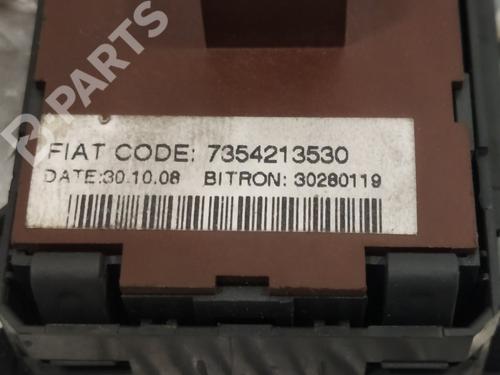 B PARTS
FIAT CODE: 7354213530
DATE:30.10.08 BITRON: 30280119